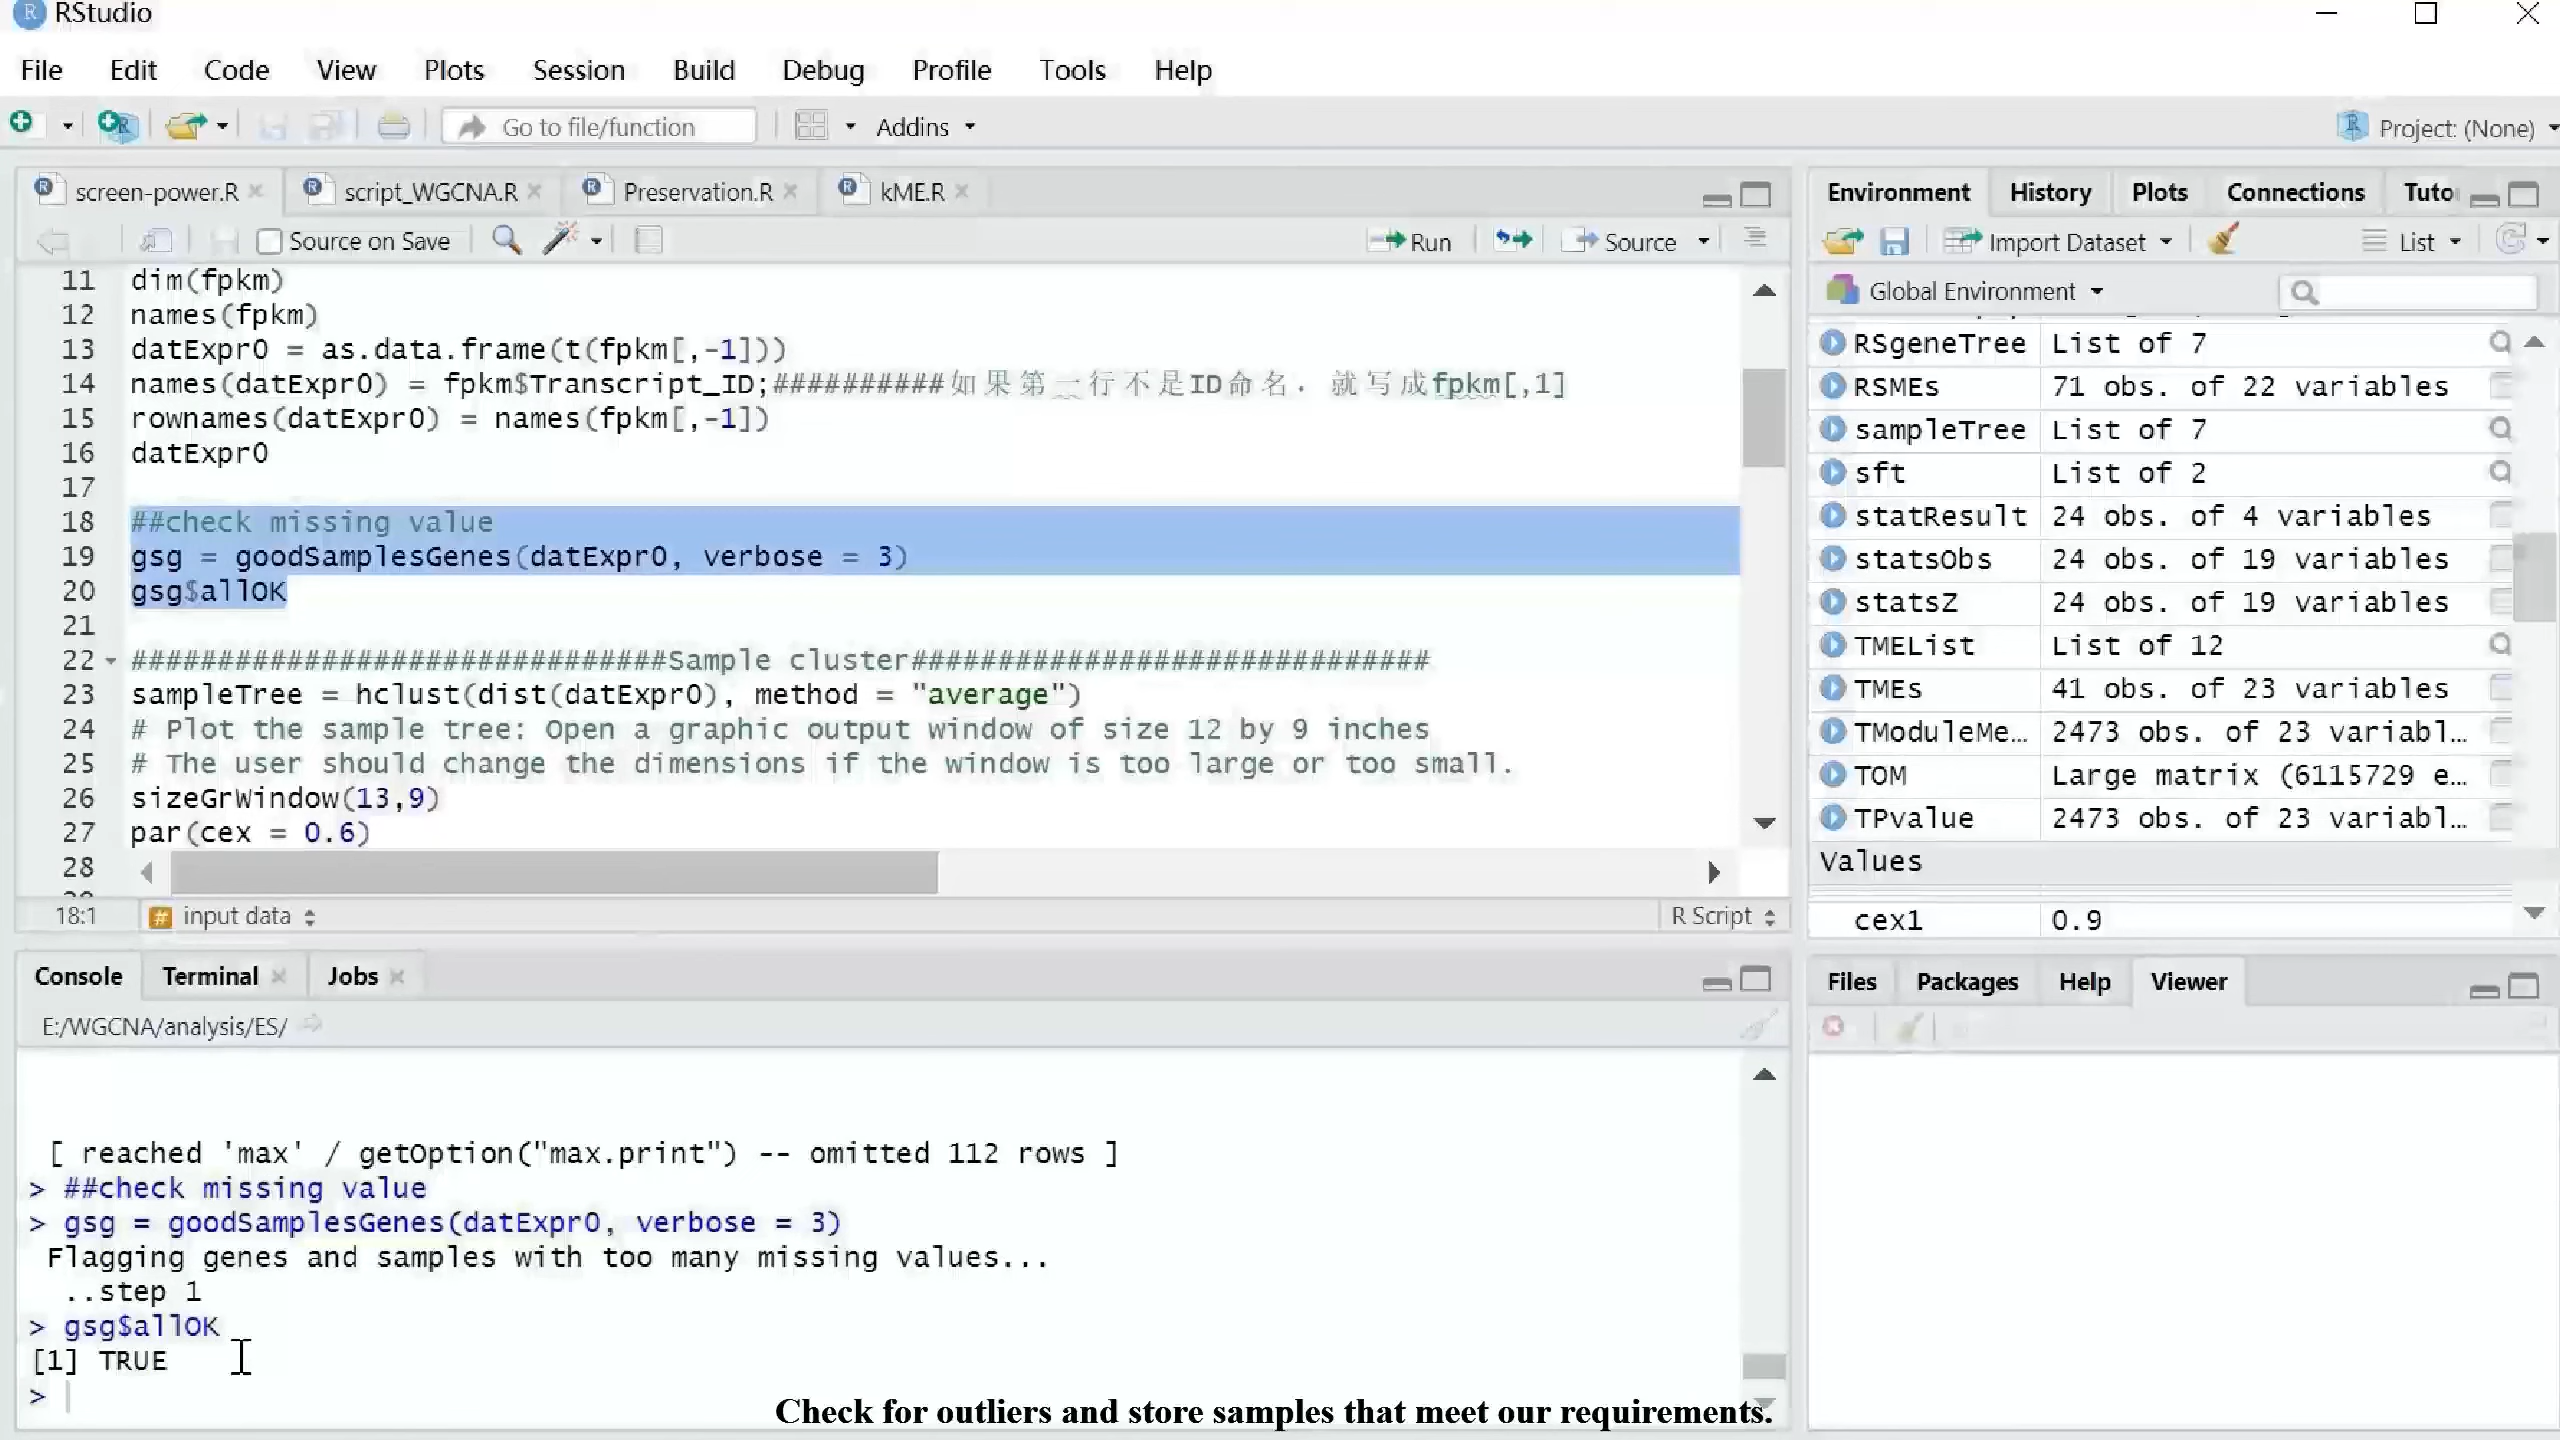 RStudio
File Edit Code View Plots Session Build Debug Profile Tools Help
Go to file/function Addins Project: (None)
screen-power.R script_WGCNA.R Preservation.R kME.R
Source on Save Run Source
11 dim(fpkm)
12 names(fpkm)
13 datExpr0 = as.data.frame(t(fpkm[,-1]))
14 names(datExpr0) = fpkm$Transcript_ID;##########如果第一行不是ID命名. 就写成fpkm[,1]
15 rownames(datExpr0) = names(fpkm[,-1])
16 datExpr0
17
18 ##check missing value
19 gsg = goodSamplesGenes(datExpr0, verbose = 3)
20 gsg$allOK
21
22 ###############################Sample cluster##############################
23 sampleTree = hclust(dist(datExpr0), method = "average")
24 # Plot the sample tree: Open a graphic output window of size 12 by 9 inches
25 # The user should change the dimensions if the window is too large or too small.
26 sizeGrWindow(13,9)
27 par(cex = 0.6)
28
18:1 input data R Script
Console Terminal Jobs
E:/WGCNA/analysis/ES/
[ reached 'max' / getOption("max.print") -- omitted 112 rows ]
> ##check missing value
> gsg = goodSamplesGenes(datExpr0, verbose = 3)
Flagging genes and samples with too many missing values...
..step 1
> gsg$allOK
[1] TRUE
>
Environment History Plots Connections Tuto
Import Dataset List
Global Environment
RSgeneTree List of 7
RSMEs 71 obs. of 22 variables
sampleTree List of 7
sft List of 2
statResult 24 obs. of 4 variables
statsObs 24 obs. of 19 variables
statsZ 24 obs. of 19 variables
TMEList List of 12
TMEs 41 obs. of 23 variables
TModuleMe… 2473 obs. of 23 variabl…
TOM Large matrix (6115729 e…
TPvalue 2473 obs. of 23 variabl…
Values
cex1 0.9
Files Packages Help Viewer
Check for outliers and store samples that meet our requirements.